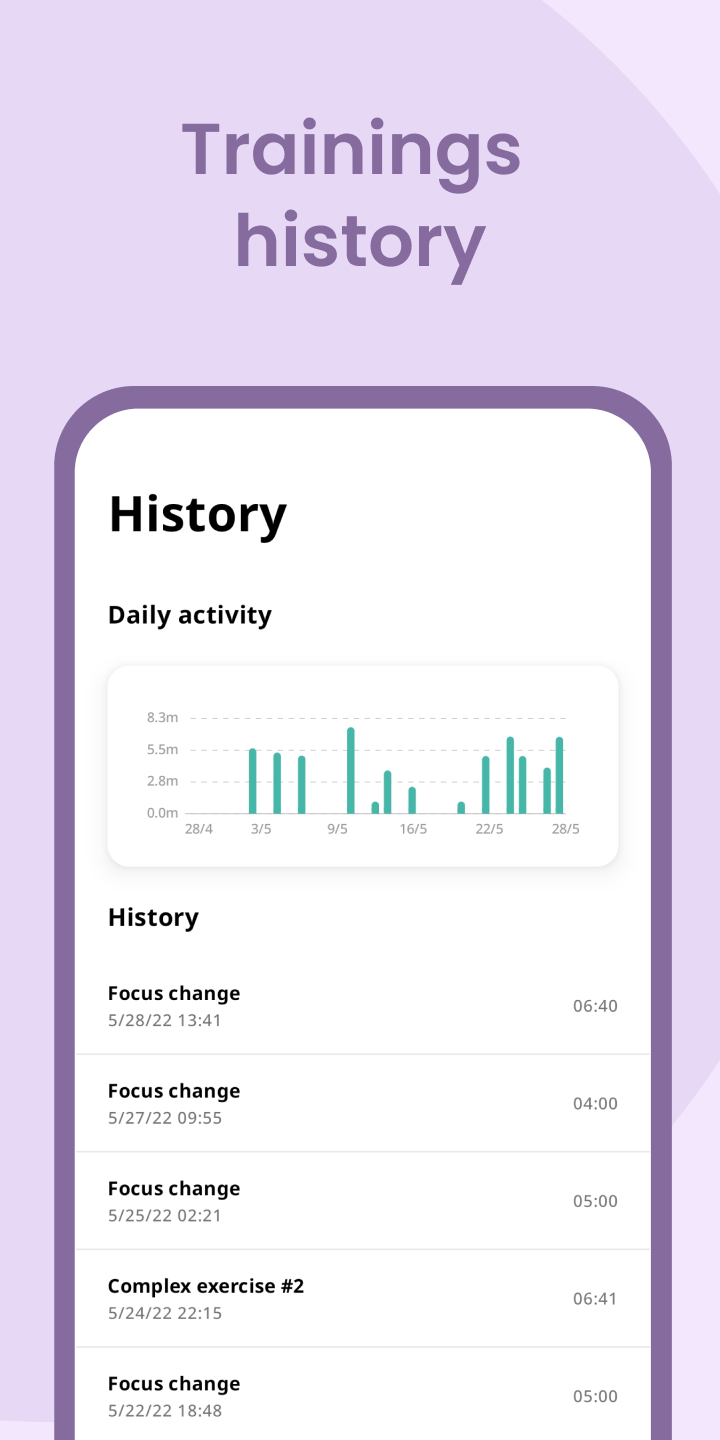 Trainings
history
History
Daily activity
8.3m
5.5m
2.8m
0.0m
28/4 3/5 9/5 16/5 22/5 28/5
History
Focus change
5/28/22 13:41
06:40
Focus change
5/27/22 09:55
04:00
Focus change
5/25/22 02:21
05:00
Complex exercise #2
5/24/22 22:15
06:41
Focus change
5/22/22 18:48
05:00